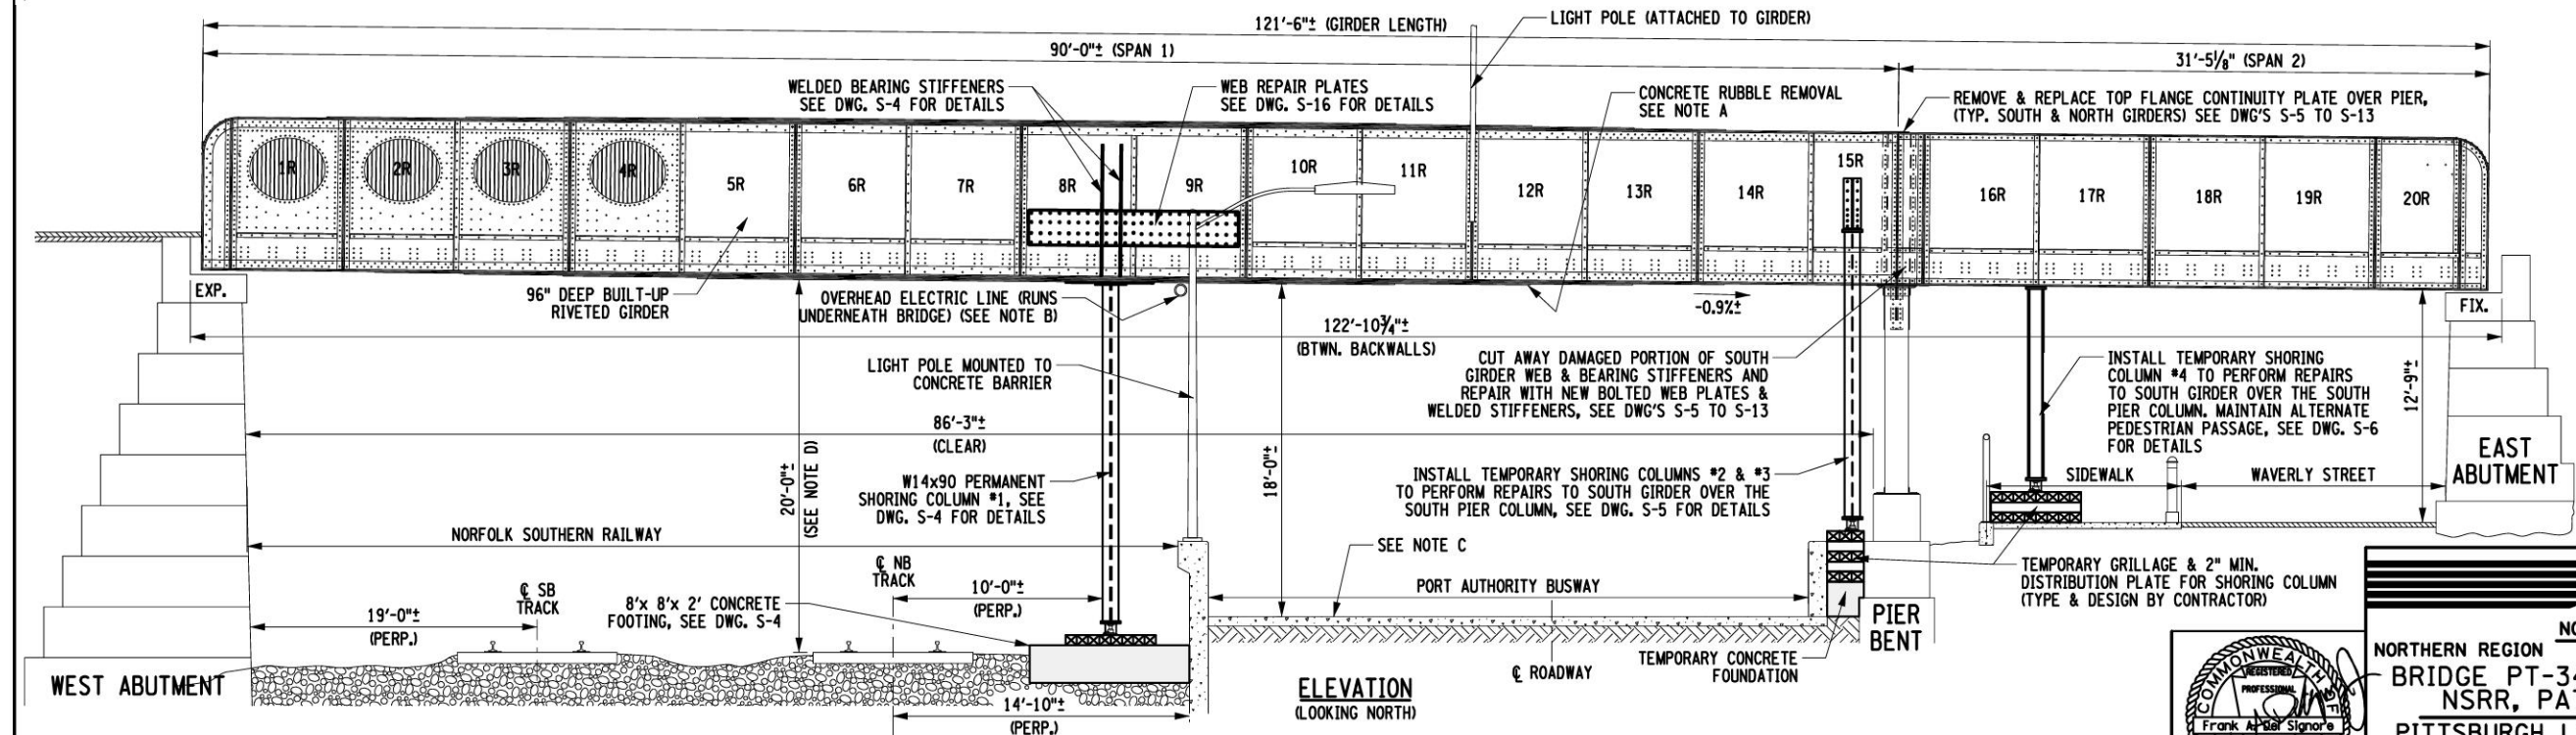 121'-6"± (GIRDER LENGTH)
LIGHT POLE (ATTACHED TO GIRDER)
90'-0"± (SPAN 1)
31'-5⅛" (SPAN 2)
WELDED BEARING STIFFENERS
SEE DWG. S-4 FOR DETAILS
WEB REPAIR PLATES
SEE DWG. S-16 FOR DETAILS
CONCRETE RUBBLE REMOVAL
SEE NOTE A
REMOVE & REPLACE TOP FLANGE CONTINUITY PLATE OVER PIER,
(TYP. SOUTH & NORTH GIRDERS) SEE DWG'S S-5 TO S-13
1R
2R
3R
4R
5R
6R
7R
8R
9R
10R
11R
12R
13R
14R
15R
16R
17R
18R
19R
20R
EXP.
96" DEEP BUILT-UP
RIVETED GIRDER
OVERHEAD ELECTRIC LINE (RUNS
UNDERNEATH BRIDGE) (SEE NOTE B)
-0.9%±
FIX.
122'-10¾"±
(BTWN. BACKWALLS)
LIGHT POLE MOUNTED TO
CONCRETE BARRIER
CUT AWAY DAMAGED PORTION OF SOUTH
GIRDER WEB & BEARING STIFFENERS AND
REPAIR WITH NEW BOLTED WEB PLATES &
WELDED STIFFENERS, SEE DWG'S S-5 TO S-13
INSTALL TEMPORARY SHORING
COLUMN #4 TO PERFORM REPAIRS
TO SOUTH GIRDER OVER THE SOUTH
PIER COLUMN. MAINTAIN ALTERNATE
PEDESTRIAN PASSAGE, SEE DWG. S-6
FOR DETAILS
12'-9"±
86'-3"±
(CLEAR)
20'-0"±
(SEE NOTE D)
18'-0"±
W14x90 PERMANENT
SHORING COLUMN #1, SEE
DWG. S-4 FOR DETAILS
INSTALL TEMPORARY SHORING COLUMNS #2 & #3
TO PERFORM REPAIRS TO SOUTH GIRDER OVER THE
SOUTH PIER COLUMN, SEE DWG. S-5 FOR DETAILS
SIDEWALK
WAVERLY STREET
EAST
ABUTMENT
NORFOLK SOUTHERN RAILWAY
SEE NOTE C
℄ SB
TRACK
℄ NB
TRACK
10'-0"±
(PERP.)
19'-0"±
(PERP.)
8'x 8'x 2' CONCRETE
FOOTING, SEE DWG. S-4
PORT AUTHORITY BUSWAY
TEMPORARY GRILLAGE & 2" MIN.
DISTRIBUTION PLATE FOR SHORING COLUMN
(TYPE & DESIGN BY CONTRACTOR)
PIER
BENT
WEST ABUTMENT
℄ ROADWAY
TEMPORARY CONCRETE
FOUNDATION
14'-10"±
(PERP.)
ELEVATION
(LOOKING NORTH)
COMMONWEALTH OF
REGISTERED
PROFESSIONAL
Frank A. Del Signore
NO
NORTHERN REGION
BRIDGE PT-34
NSRR, PA
PITTSBURGH